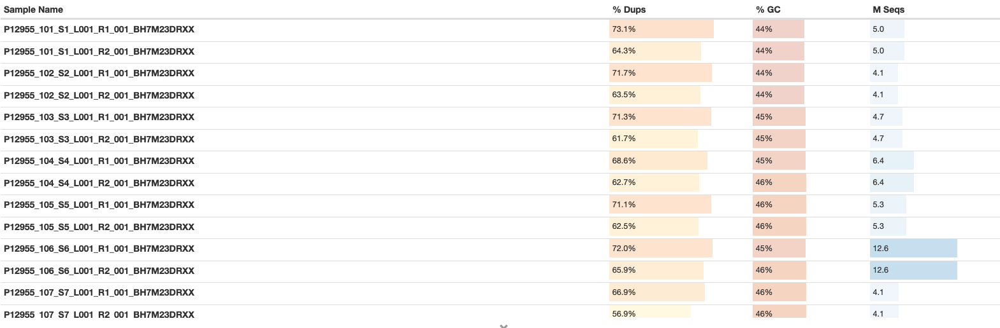 Sample Name % Dups % GC M Seqs
P12955_101_S1_L001_R1_001_BH7M23DRXX 73.1% 44% 5.0
P12955_101_S1_L001_R2_001_BH7M23DRXX 64.3% 44% 5.0
P12955_102_S2_L001_R1_001_BH7M23DRXX 71.7% 44% 4.1
P12955_102_S2_L001_R2_001_BH7M23DRXX 63.5% 44% 4.1
P12955_103_S3_L001_R1_001_BH7M23DRXX 71.3% 45% 4.7
P12955_103_S3_L001_R2_001_BH7M23DRXX 61.7% 45% 4.7
P12955_104_S4_L001_R1_001_BH7M23DRXX 68.6% 45% 6.4
P12955_104_S4_L001_R2_001_BH7M23DRXX 62.7% 46% 6.4
P12955_105_S5_L001_R1_001_BH7M23DRXX 71.1% 46% 5.3
P12955_105_S5_L001_R2_001_BH7M23DRXX 62.5% 46% 5.3
P12955_106_S6_L001_R1_001_BH7M23DRXX 72.0% 45% 12.6
P12955_106_S6_L001_R2_001_BH7M23DRXX 65.9% 46% 12.6
P12955_107_S7_L001_R1_001_BH7M23DRXX 66.9% 46% 4.1
P12955_107_S7_L001_R2_001_BH7M23DRXX 56.9% 46% 4.1